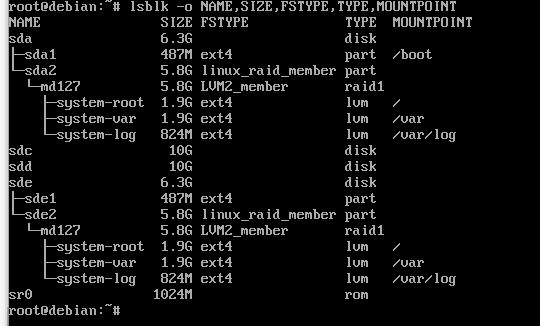 root@debian:~# lsblk -o NAME,SIZE,FSTYPE,TYPE,MOUNTPOINT
NAME                SIZE FSTYPE            TYPE  MOUNTPOINT
sda                 6.3G                   disk
├─sda1              487M ext4              part  /boot
└─sda2              5.8G linux_raid_member part
  └─md127           5.8G LVM2_member       raid1
    ├─system-root   1.9G ext4              lvm   /
    ├─system-var    1.9G ext4              lvm   /var
    └─system-log    824M ext4              lvm   /var/log
sdc                  10G                   disk
sdd                  10G                   disk
sde                 6.3G                   disk
├─sde1              487M ext4              part
└─sde2              5.8G linux_raid_member part
  └─md127           5.8G LVM2_member       raid1
    ├─system-root   1.9G ext4              lvm   /
    ├─system-var    1.9G ext4              lvm   /var
    └─system-log    824M ext4              lvm   /var/log
sr0                1024M                   rom
root@debian:~#